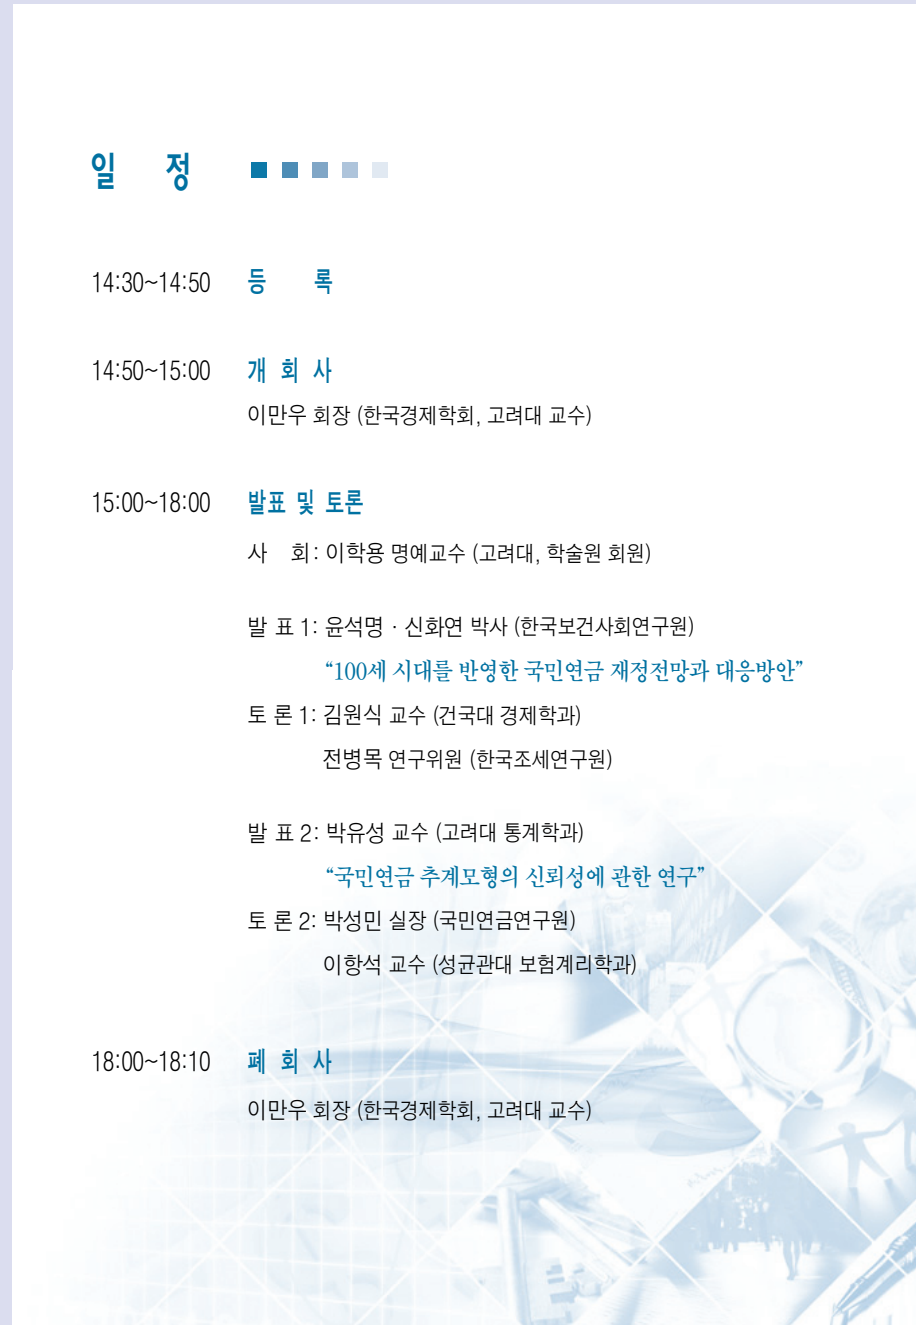 일 정
14:30~14:50 등 록
14:50~15:00 개 회 사
이만우 회장 (한국경제학회, 고려대 교수)
15:00~18:00 발표 및 토론
사 회: 이학용 명예교수 (고려대, 학술원 회원)
발 표 1: 윤석명 · 신화연 박사 (한국보건사회연구원)
“100세 시대를 반영한 국민연금 재정전망과 대응방안”
토 론 1: 김원식 교수 (건국대 경제학과)
전병목 연구위원 (한국조세연구원)
발 표 2: 박유성 교수 (고려대 통계학과)
“국민연금 추계모형의 신뢰성에 관한 연구”
토 론 2: 박성민 실장 (국민연금연구원)
이항석 교수 (성균관대 보험계리학과)
18:00~18:10 폐 회 사
이만우 회장 (한국경제학회, 고려대 교수)